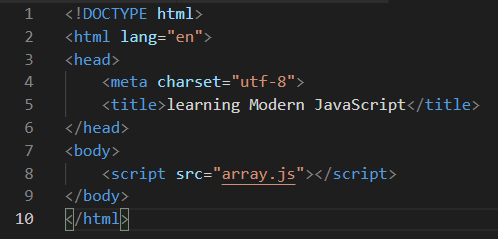 1 <!DOCTYPE html>
2 <html lang="en">
3 <head>
4     <meta charset="utf-8">
5     <title>learning Modern JavaScript</title>
6 </head>
7 <body>
8     <script src="array.js"></script>
9 </body>
10 </html>